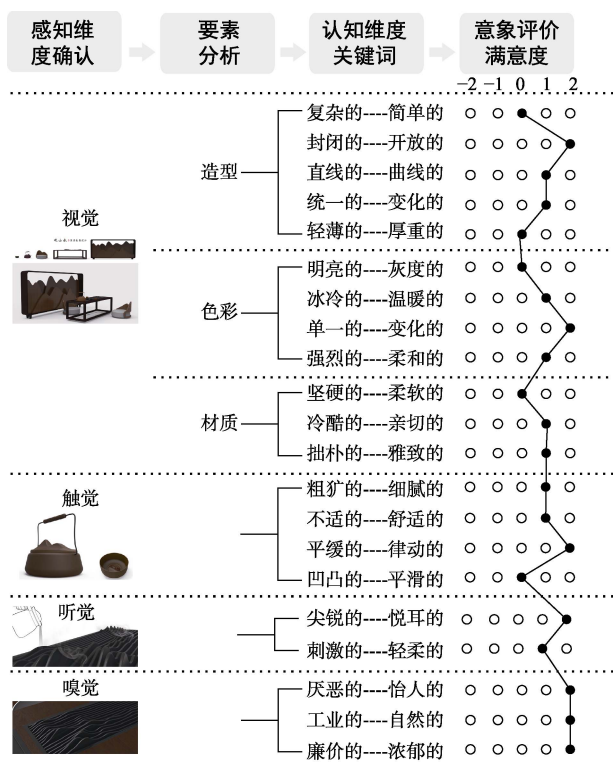 感知维
度确认
要素
分析
认知维度
关键词
意象评价
满意度
−2 −1 0 1 2
视觉
造型
复杂的----简单的
封闭的----开放的
直线的----曲线的
统一的----变化的
轻薄的----厚重的
色彩
明亮的----灰度的
冰冷的----温暖的
单一的----变化的
强烈的----柔和的
材质
坚硬的----柔软的
冷酷的----亲切的
拙朴的----雅致的
触觉
粗犷的----细腻的
不适的----舒适的
平缓的----律动的
凹凸的----平滑的
听觉
尖锐的----悦耳的
刺激的----轻柔的
嗅觉
厌恶的----怡人的
工业的----自然的
廉价的----浓郁的